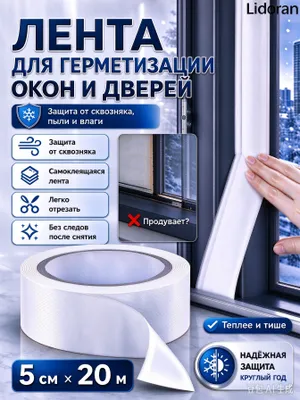 Lidoran
ЛЕНТА
ДЛЯ ГЕРМЕТИЗАЦИИ
ОКОН И ДВЕРЕЙ
Защита от сквозняка,
пыли и влаги
Защита
от сквозняка
Самоклеящаяся
лента
Легко
отрезать
Без следов
после снятия
Продувает?
Теплее и тише
5 см × 20 м
НАДЁЖНАЯ
ЗАЩИТА
КРУГЛЫЙ ГОД